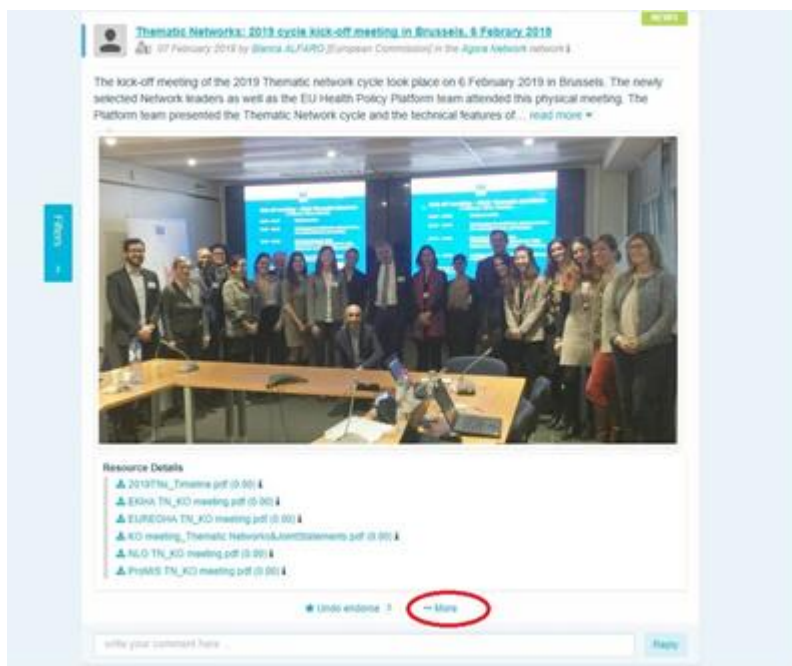 NEWS
Thematic Networks: 2019 cycle kick-off meeting in Brussels, 6 Febrary 2019
07 February 2019 by Blanca ALFARO [European Commission] in the Agora Network network
The kick-off meeting of the 2019 Thematic network cycle took place on 6 February 2019 in Brussels. The newly
selected Network leaders as well as the EU Health Policy Platform team attended this physical meeting. The
Platform team presented the Thematic Network cycle and the technical features of ... read more
Filters
Resource Details
2019TNs_Timeline.pdf (0.00)
EKHA TN_KO meeting.pdf (0.00)
EUREGHA TN_KO meeting.pdf (0.00)
KO meeting_Thematic Networks&JointStatements.pdf (0.00)
NLO TN_KO meeting.pdf (0.00)
ProMIS TN_KO meeting.pdf (0.00)
Undo endorse
More
write your comment here ...
Reply